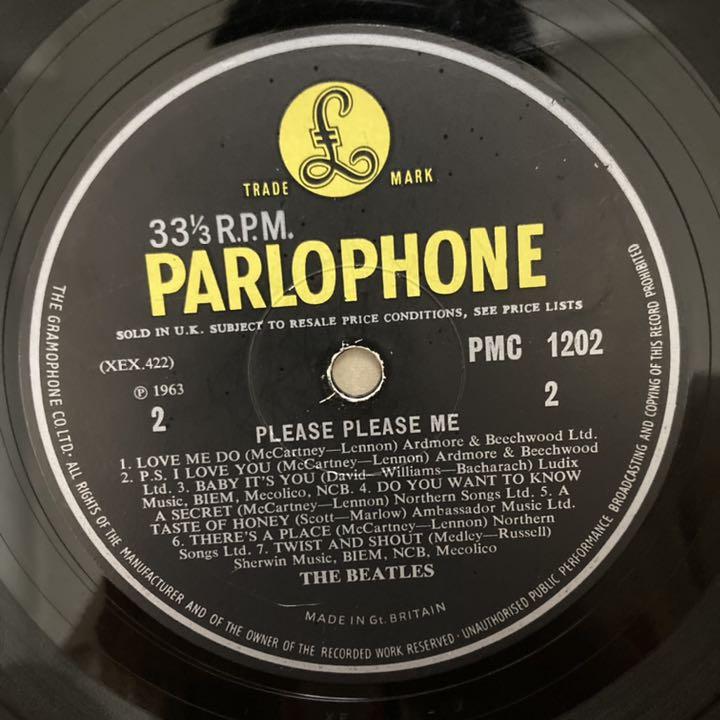 £
TRADE MARK
33⅓ R.P.M.
PARLOPHONE
SOLD IN U.K. SUBJECT TO RESALE PRICE CONDITIONS, SEE PRICE LISTS
(XEX.422)
PMC 1202
℗ 1963
2
2
PLEASE PLEASE ME
1. LOVE ME DO (McCartney—Lennon) Ardmore & Beechwood Ltd.
2. P.S. I LOVE YOU (McCartney—Lennon) Ardmore & Beechwood
Ltd. 3. BABY IT'S YOU (David—Williams—Bacharach) Ludix
Music, BIEM, Mecolico, NCB. 4. DO YOU WANT TO KNOW
A SECRET (McCartney—Lennon) Northern Songs Ltd. 5. A
TASTE OF HONEY (Scott—Marlow) Ambassador Music Ltd.
6. THERE'S A PLACE (McCartney—Lennon) Northern
Songs Ltd. 7. TWIST AND SHOUT (Medley—Russell)
Sherwin Music, BIEM, NCB, Mecolico
THE BEATLES
MADE IN Gt. BRITAIN
THE GRAMOPHONE CO. LTD. · ALL RIGHTS OF THE MANUFACTURER AND OF THE OWNER OF THE RECORDED WORK RESERVED · UNAUTHORISED PUBLIC PERFORMANCE BROADCASTING AND COPYING OF THIS RECORD PROHIBITED